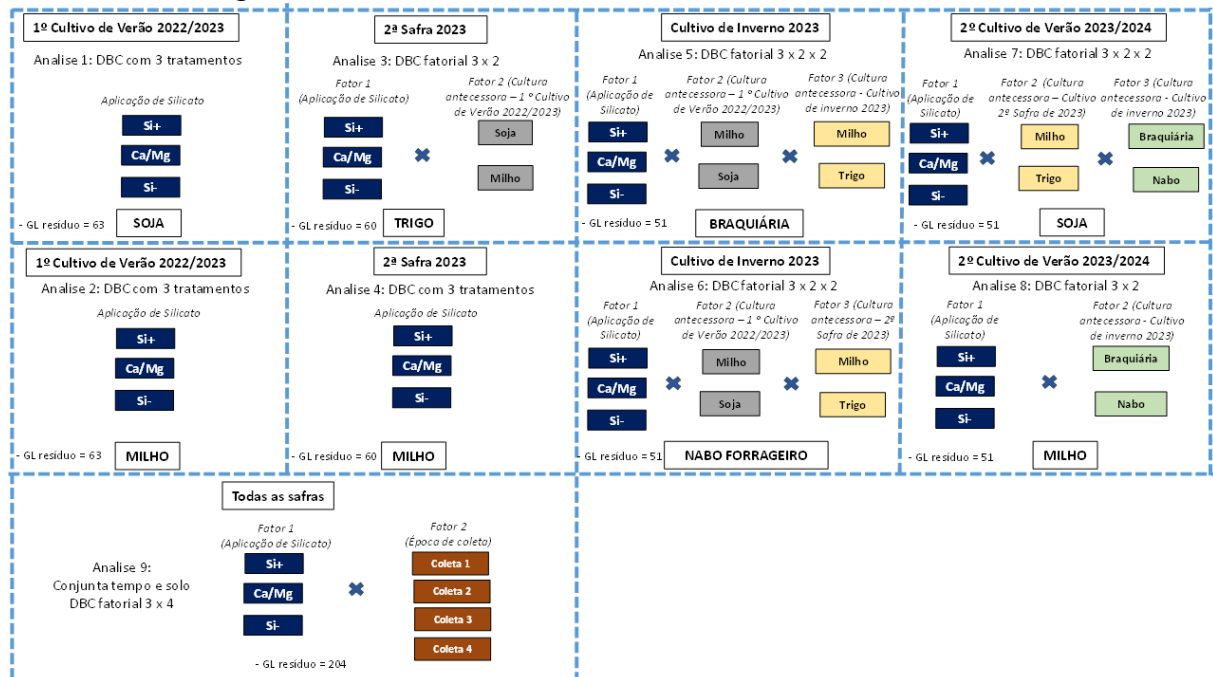 1º Cultivo de Verão 2022/2023
Analise 1: DBC com 3 tratamentos
Aplicação de Silicato
Si+
Ca/Mg
Si-
- GL resíduo = 63
SOJA
2ª Safra 2023
Analise 3: DBC fatorial 3 x 2
Fator 1
(Aplicação de Silicato)
Si+
Ca/Mg
Si-
Fator 2 (Cultura
antecessora – 1 º Cultivo
de Verão 2022/2023)
Soja
Milho
- GL resíduo = 60
TRIGO
Cultivo de Inverno 2023
Analise 5: DBC fatorial 3 x 2 x 2
Fator 1
(Aplicação de
Silicato)
Si+
Ca/Mg
Si-
Fator 2 (Cultura
antecessora – 1 º Cultivo
de Verão 2022/2023)
Milho
Soja
Fator 3 (Cultura
antecessora - Cultivo
de inverno 2023)
Milho
Trigo
- GL resíduo = 51
BRAQUIÁRIA
2º Cultivo de Verão 2023/2024
Analise 7: DBC fatorial 3 x 2 x 2
Fator 1
(Aplicação de
Silicato)
Si+
Ca/Mg
Si-
Fator 2 (Cultura
antecessora – Cultivo
2ª Safra de 2023)
Milho
Trigo
Fator 3 (Cultura
antecessora - Cultivo
de inverno 2023)
Braquiária
Nabo
- GL resíduo = 51
SOJA
1º Cultivo de Verão 2022/2023
Analise 2: DBC com 3 tratamentos
Aplicação de Silicato
Si+
Ca/Mg
Si-
- GL resíduo = 63
MILHO
2ª Safra 2023
Analise 4: DBC com 3 tratamentos
Aplicação de Silicato
Si+
Ca/Mg
Si-
- GL resíduo = 60
MILHO
Cultivo de Inverno 2023
Analise 6: DBC fatorial 3 x 2 x 2
Fator 1
(Aplicação de
Silicato)
Si+
Ca/Mg
Si-
Fator 2 (Cultura
antecessora – 1 º Cultivo
de Verão 2022/2023)
Milho
Soja
Fator 3 (Cultura
antecessora – 2ª
Safra de 2023)
Milho
Trigo
- GL resíduo = 51
NABO FORRAGEIRO
2º Cultivo de Verão 2023/2024
Analise 8: DBC fatorial 3 x 2
Fator 1
(Aplicação de
Silicato)
Si+
Ca/Mg
Si-
Fator 2 (Cultura
antecessora - Cultivo
de inverno 2023)
Braquiária
Nabo
- GL resíduo = 51
MILHO
Todas as safras
Analise 9:
Conjunta tempo e solo
DBC fatorial 3 x 4
Fator 1
(Aplicação de Silicato)
Si+
Ca/Mg
Si-
Fator 2
(Época de coleta)
Coleta 1
Coleta 2
Coleta 3
Coleta 4
- GL resíduo = 204